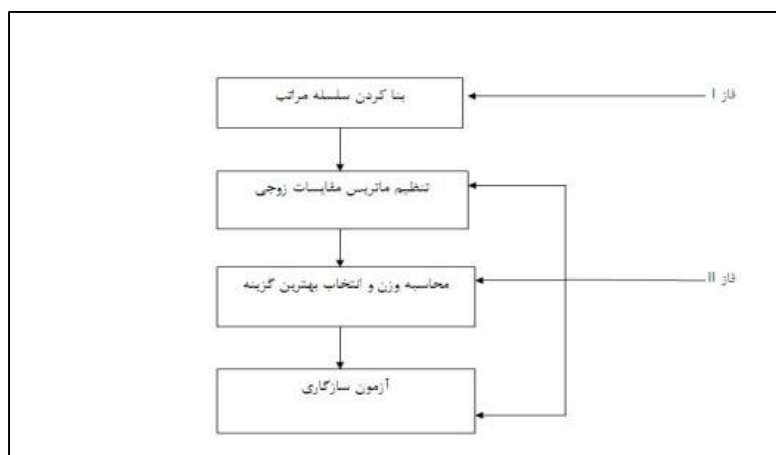 بنا کردن سلسله مراتب
فاز I
تنظیم ماتریس مقایسات زوجی
محاسبه وزن و انتخاب بهترین گزینه
فاز II
آزمون سازگاری